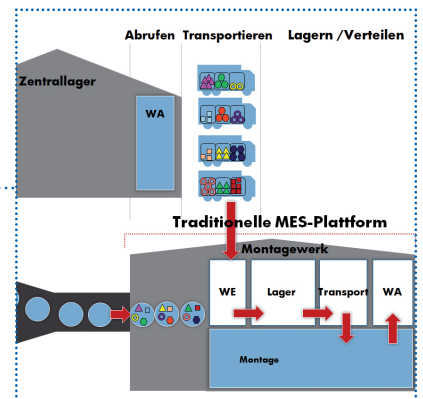 Abrufen Transportieren Lagern /Verteilen
Zentrallager
WA
Traditionelle MES-Plattform
Montagewerk
WE Lager Transport WA
Montage